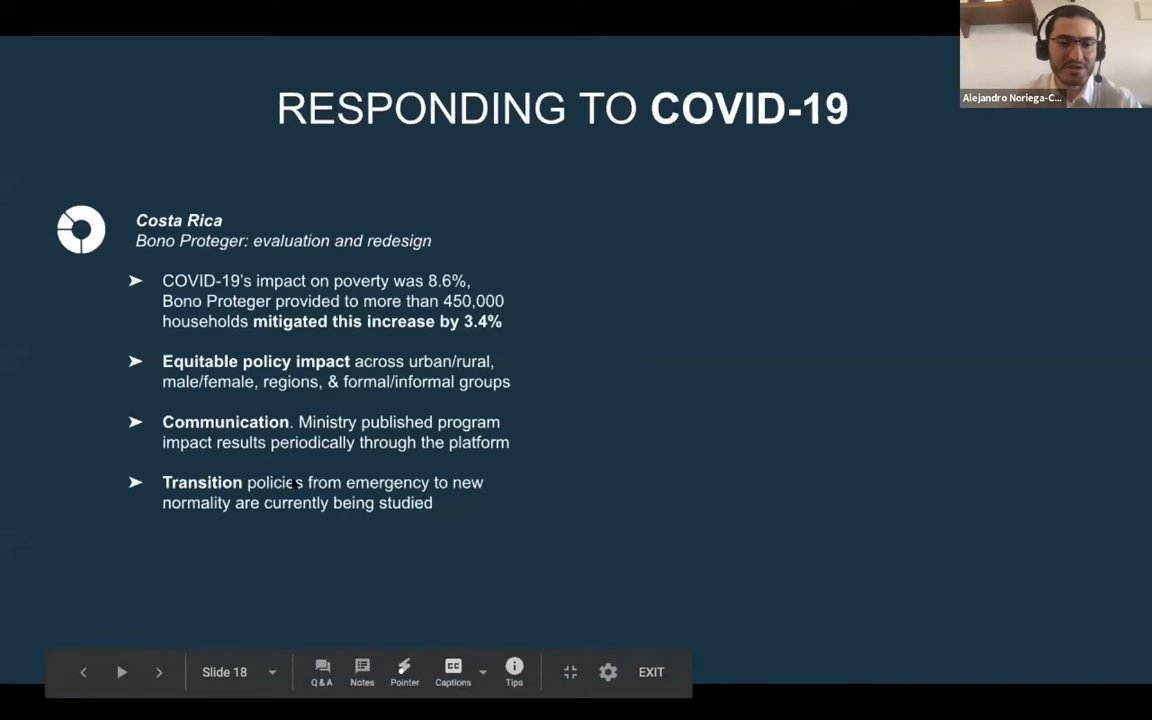 Alejandro Noriega-C...
RESPONDING TO COVID-19
Costa Rica
Bono Proteger: evaluation and redesign
➤ COVID-19's impact on poverty was 8.6%,
Bono Proteger provided to more than 450,000
households mitigated this increase by 3.4%
➤ Equitable policy impact across urban/rural,
male/female, regions, & formal/informal groups
➤ Communication. Ministry published program
impact results periodically through the platform
➤ Transition policies from emergency to new
normality are currently being studied
Slide 18
Q & A Notes Pointer Captions Tips EXIT